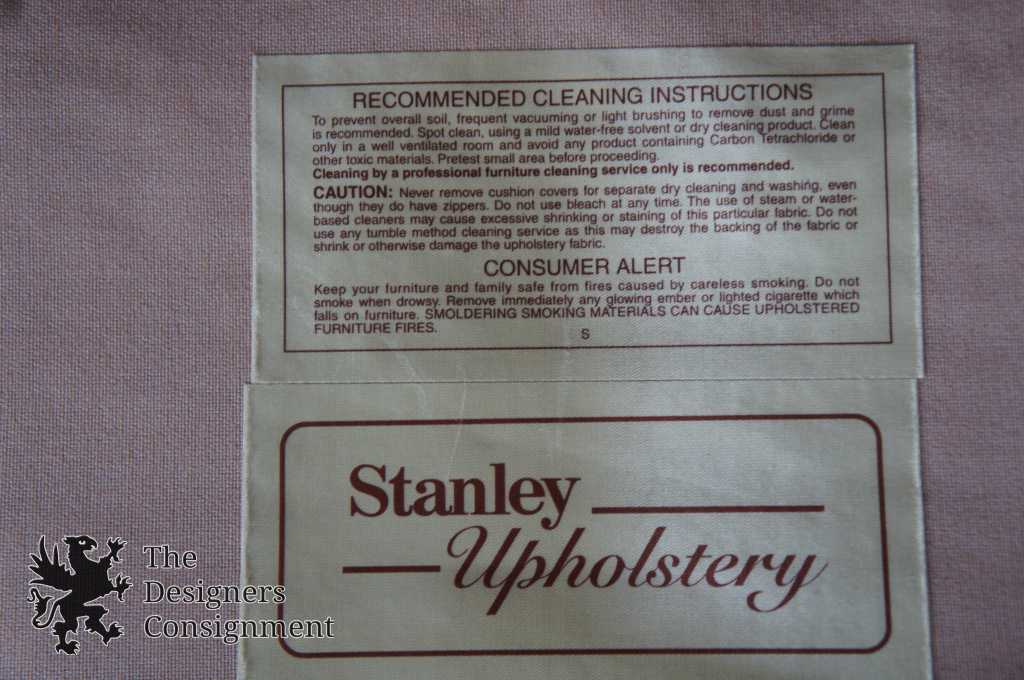 RECOMMENDED CLEANING INSTRUCTIONS
To prevent overall soil, frequent vacuuming or light brushing to remove dust and grime
is recommended. Spot clean, using a mild water-free solvent or dry cleaning product. Clean
only in a well ventilated room and avoid any product containing Carbon Tetrachloride or
other toxic materials. Pretest small area before proceeding.
Cleaning by a professional furniture cleaning service only is recommended.
CAUTION: Never remove cushion covers for separate dry cleaning and washing, even
though they do have zippers. Do not use bleach at any time. The use of steam or water-
based cleaners may cause excessive shrinking or staining of this particular fabric. Do not
use any tumble method cleaning service as this may destroy the backing of the fabric or
shrink or otherwise damage the upholstery fabric.
CONSUMER ALERT
Keep your furniture and family safe from fires caused by careless smoking. Do not
smoke when drowsy. Remove immediately any glowing ember or lighted cigarette which
falls on furniture. SMOLDERING SMOKING MATERIALS CAN CAUSE UPHOLSTERED
FURNITURE FIRES.
S
Stanley
Upholstery
The
Designers
Consignment